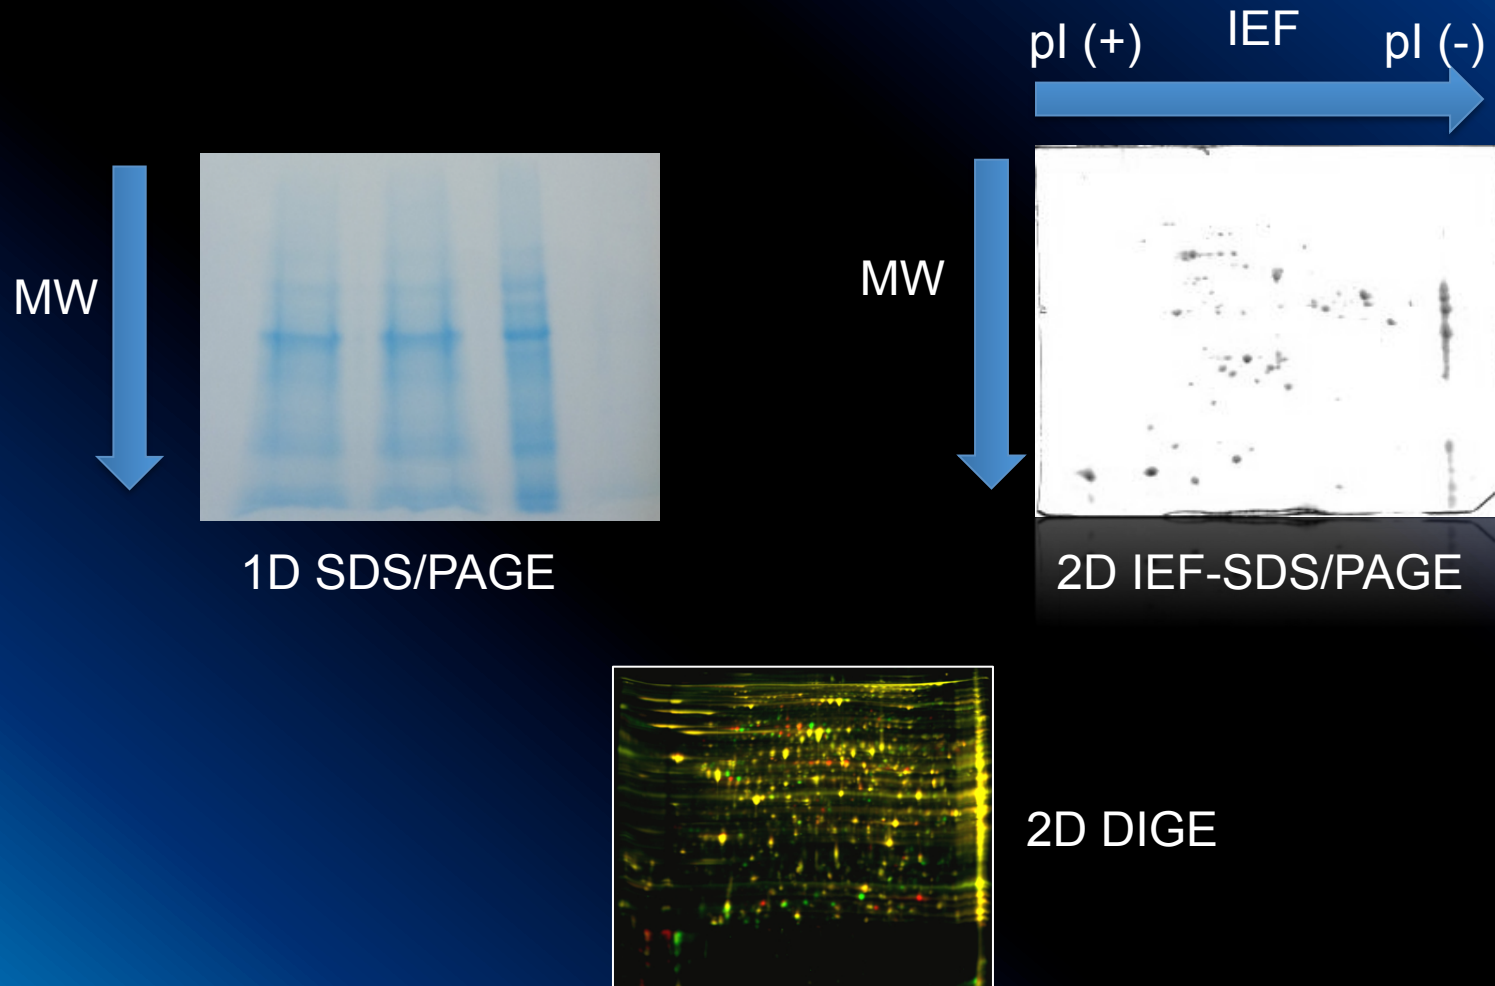 pI (+) IEF pI (-)
MW
MW
1D SDS/PAGE
2D IEF-SDS/PAGE
2D DIGE